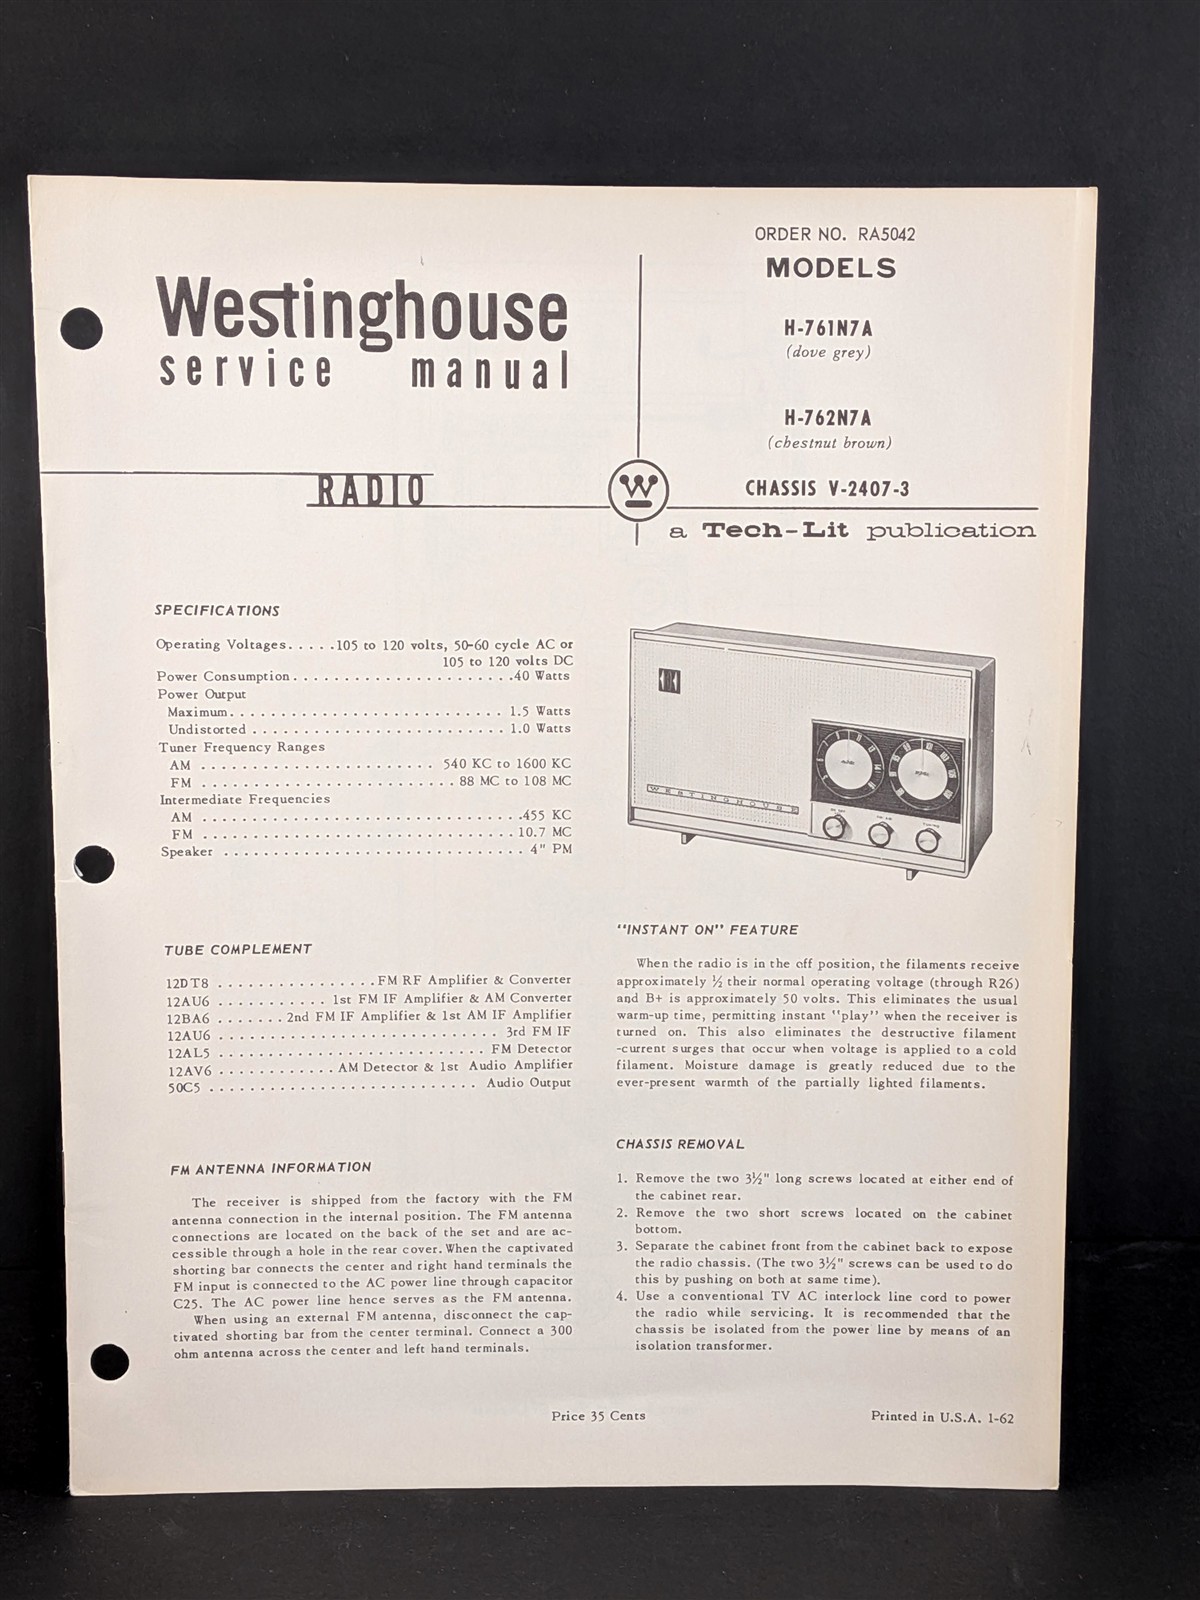 ORDER NO. RA5042
MODELS
Westinghouse
service manual
H-761N7A
(dove grey)
H-762N7A
(chestnut brown)
RADIO
W
CHASSIS V-2407-3
a Tech-Lit publication
SPECIFICATIONS
Operating Voltages.....105 to 120 volts, 50-60 cycle AC or
105 to 120 volts DC
Power Consumption......................40 Watts
Power Output
Maximum........................... 1.5 Watts
Undistorted ......................... 1.0 Watts
Tuner Frequency Ranges
AM ....................... 540 KC to 1600 KC
FM .........................88 MC to 108 MC
Intermediate Frequencies
AM ...............................455 KC
FM .............................. 10.7 MC
Speaker .............................. 4" PM
WESTINGHOUSE
TUBE COMPLEMENT
12DT8 ................FM RF Amplifier & Converter
12AU6 ........... 1st FM IF Amplifier & AM Converter
12BA6 .......2nd FM IF Amplifier & 1st AM IF Amplifier
12AU6 ........................... 3rd FM IF
12AL5 .......................... FM Detector
12AV6 ............ AM Detector & 1st Audio Amplifier
50C5 .......................... Audio Output
FM ANTENNA INFORMATION
The receiver is shipped from the factory with the FM
antenna connection in the internal position. The FM antenna
connections are located on the back of the set and are ac-
cessible through a hole in the rear cover. When the captivated
shorting bar connects the center and right hand terminals the
FM input is connected to the AC power line through capacitor
C25. The AC power line hence serves as the FM antenna.
When using an external FM antenna, disconnect the cap-
tivated shorting bar from the center terminal. Connect a 300
ohm antenna across the center and left hand terminals.
"INSTANT ON" FEATURE
When the radio is in the off position, the filaments receive
approximately ½ their normal operating voltage (through R26)
and B+ is approximately 50 volts. This eliminates the usual
warm-up time, permitting instant "play" when the receiver is
turned on. This also eliminates the destructive filament
-current surges that occur when voltage is applied to a cold
filament. Moisture damage is greatly reduced due to the
ever-present warmth of the partially lighted filaments.
CHASSIS REMOVAL
1. Remove the two 3½" long screws located at either end of
the cabinet rear.
2. Remove the two short screws located on the cabinet
bottom.
3. Separate the cabinet front from the cabinet back to expose
the radio chassis. (The two 3½" screws can be used to do
this by pushing on both at same time).
4. Use a conventional TV AC interlock line cord to power
the radio while servicing. It is recommended that the
chassis be isolated from the power line by means of an
isolation transformer.
Price 35 Cents
Printed in U.S.A. 1-62